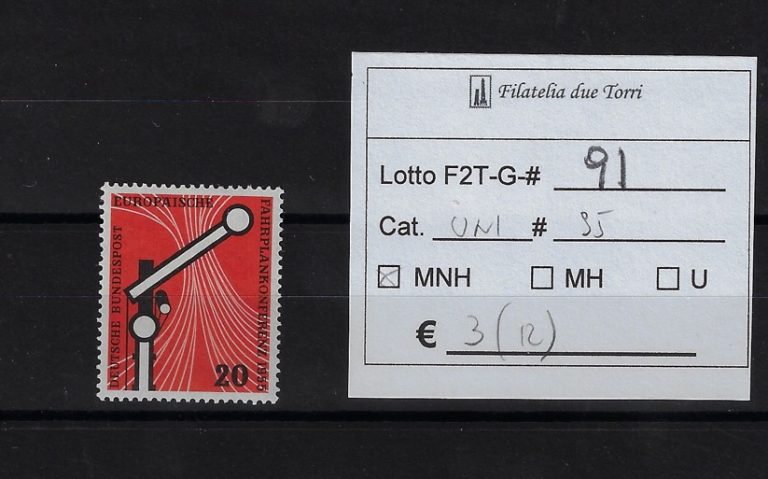 EUROPÄISCHE
FAHRPLANKONFERENZ 1955
DEUTSCHE BUNDESPOST
20
Filatelia due Torri
Lotto F2T-G-# 91
Cat. UNI # 95
MNH MH U
€ 3 (12)